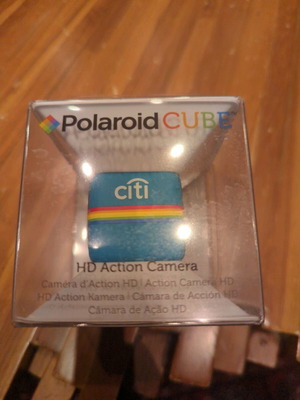 Polaroid CUBE
citi
HD Action Camera
Caméra d'Action HD | Action Camera HD
HD Action Kamera | Cámara de Acción HD
Câmara de Ação HD